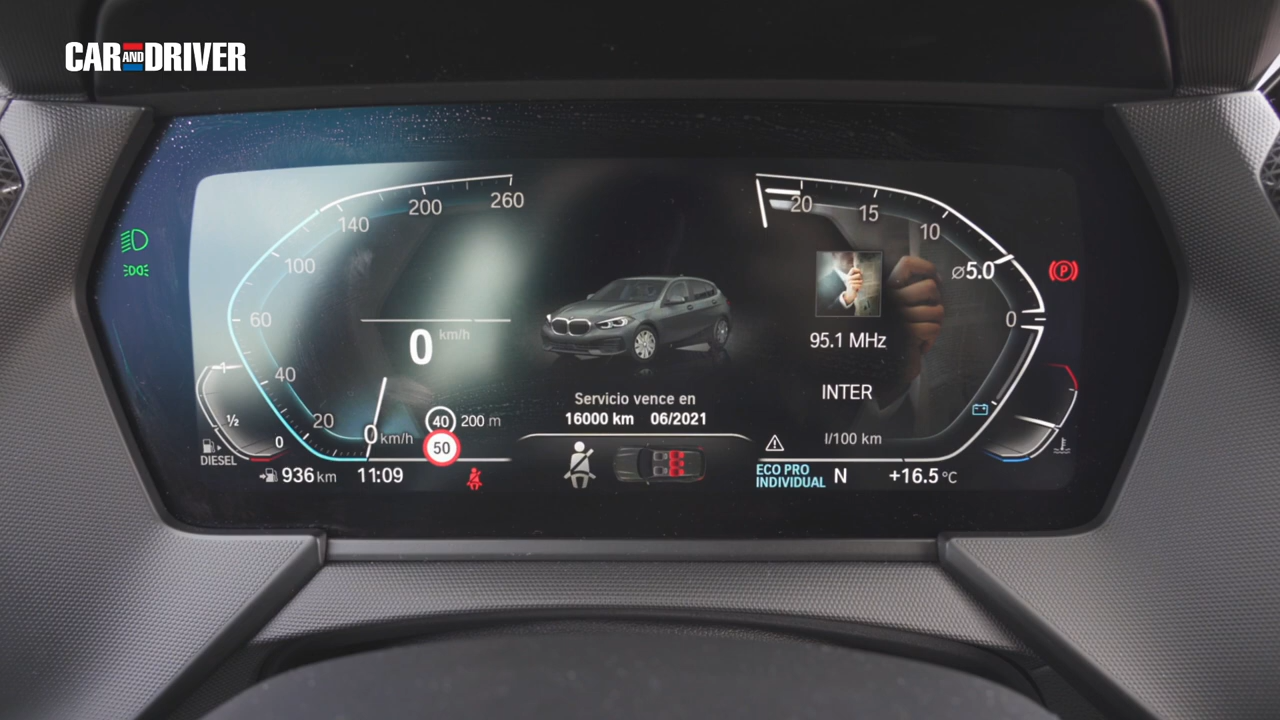 CAR AND DRIVER
260
200
140
100
60
40
20
0 km/h
0 km/h
1
½
0
DIESEL
936 km
11:09
40 200 m
50
Servicio vence en
16000 km 06/2021
20
15
10
⌀5.0
0
95.1 MHz
INTER
l/100 km
ECO PRO
INDIVIDUAL N
+16.5 °C
P